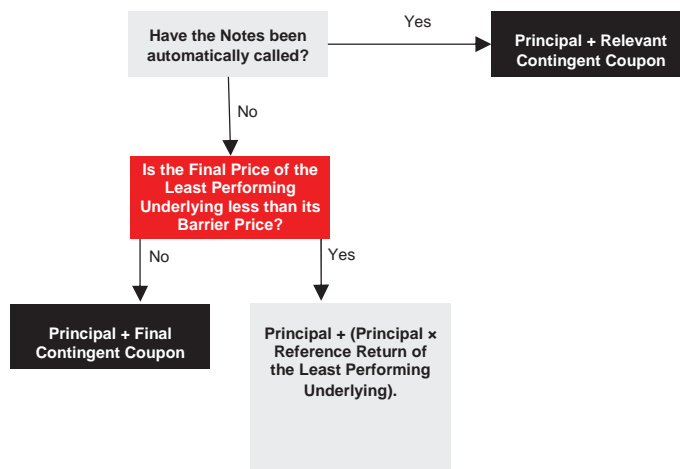 Have the Notes been
automatically called?
Yes
Principal + Relevant
Contingent Coupon
No
Is the Final Price of the
Least Performing
Underlying less than its
Barrier Price?
No
Yes
Principal + Final
Contingent Coupon
Principal + (Principal ×
Reference Return of
the Least Performing
Underlying).